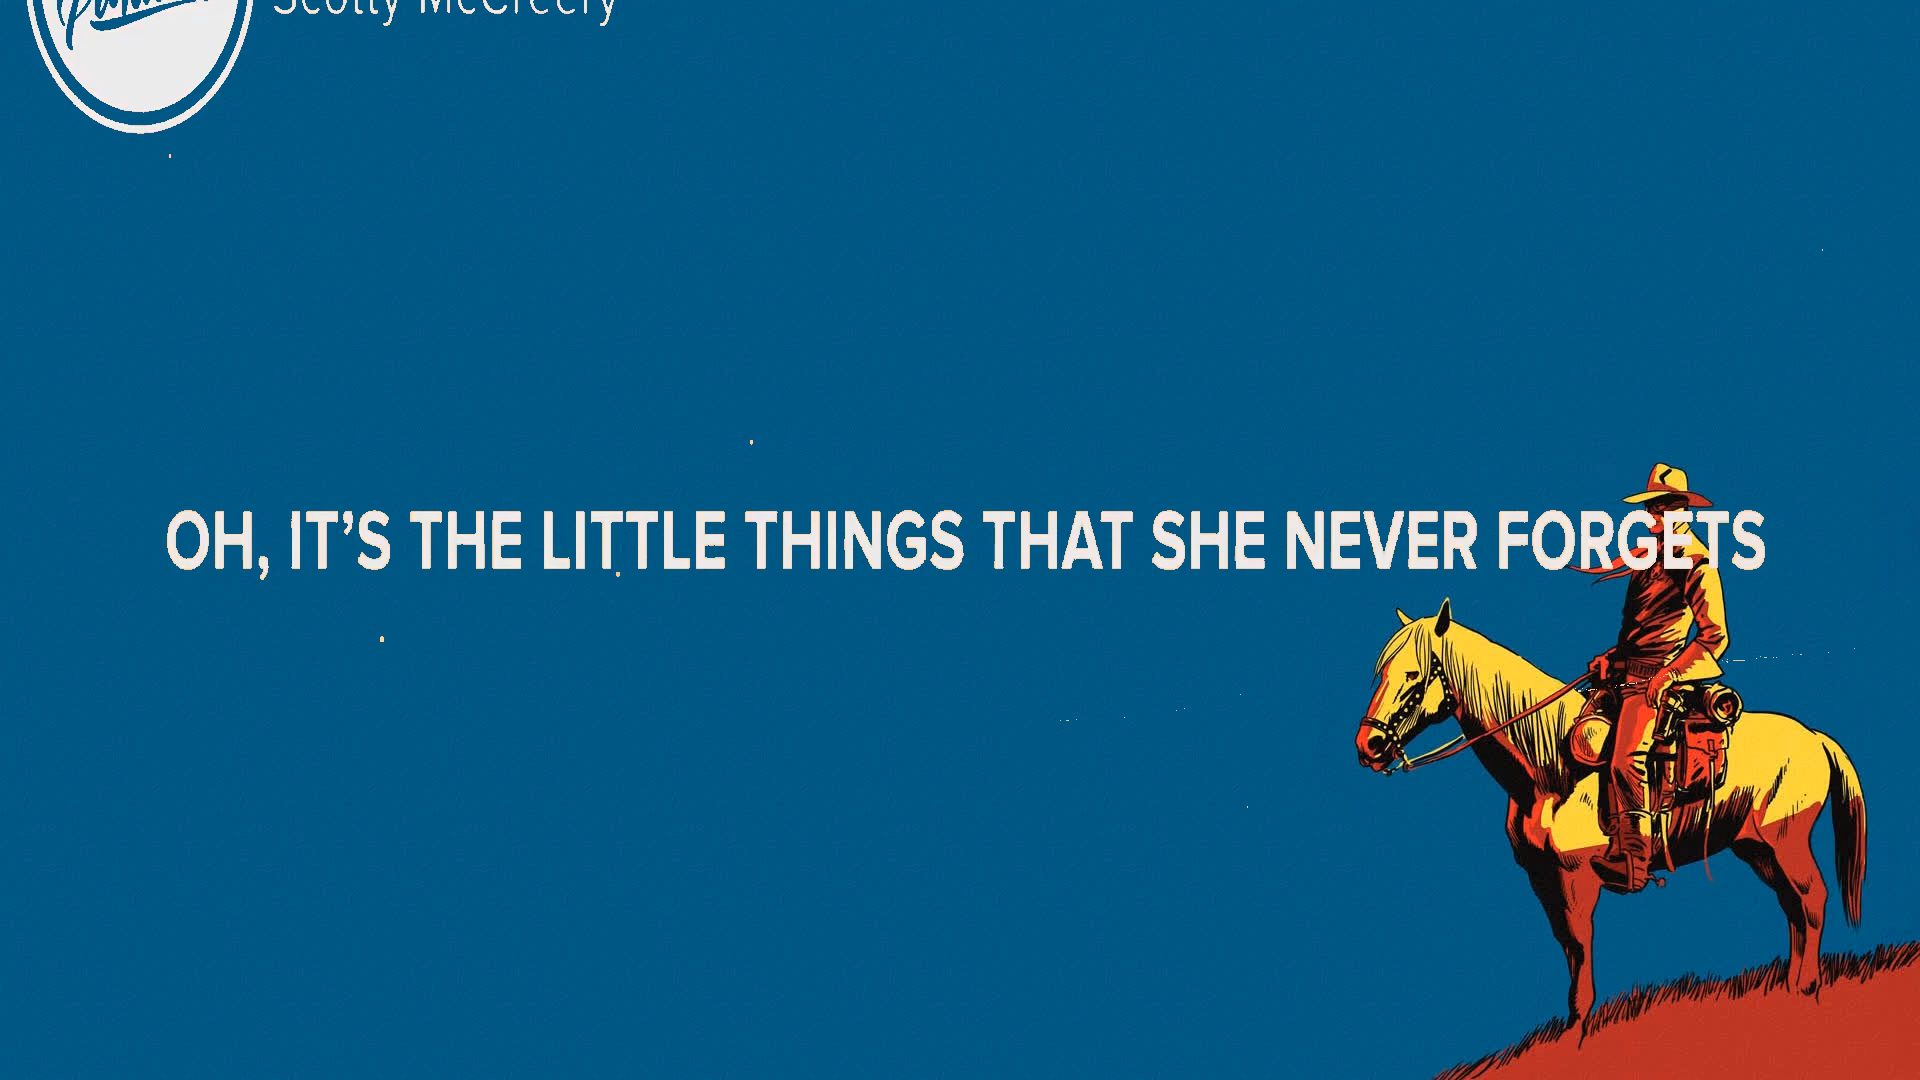 Scotty McCreery
OH, IT’S THE LITTLE THINGS THAT SHE NEVER FORGETS